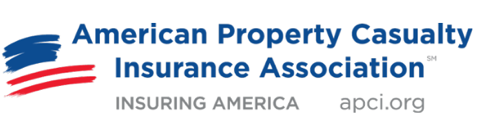 American Property Casualty
Insurance Association℠
INSURING AMERICA apci.org